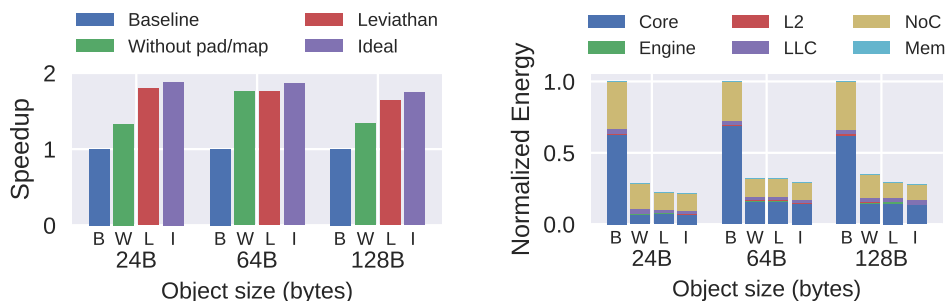 Baseline
Leviathan
Without pad/map
Ideal
Speedup
2
1
0
B W L I
B W L I
B W L I
24B
64B
128B
Object size (bytes)
Core
L2
NoC
Engine
LLC
Mem
Normalized Energy
1.0
0.5
0.0
B W L I
B W L I
B W L I
24B
64B
128B
Object size (bytes)